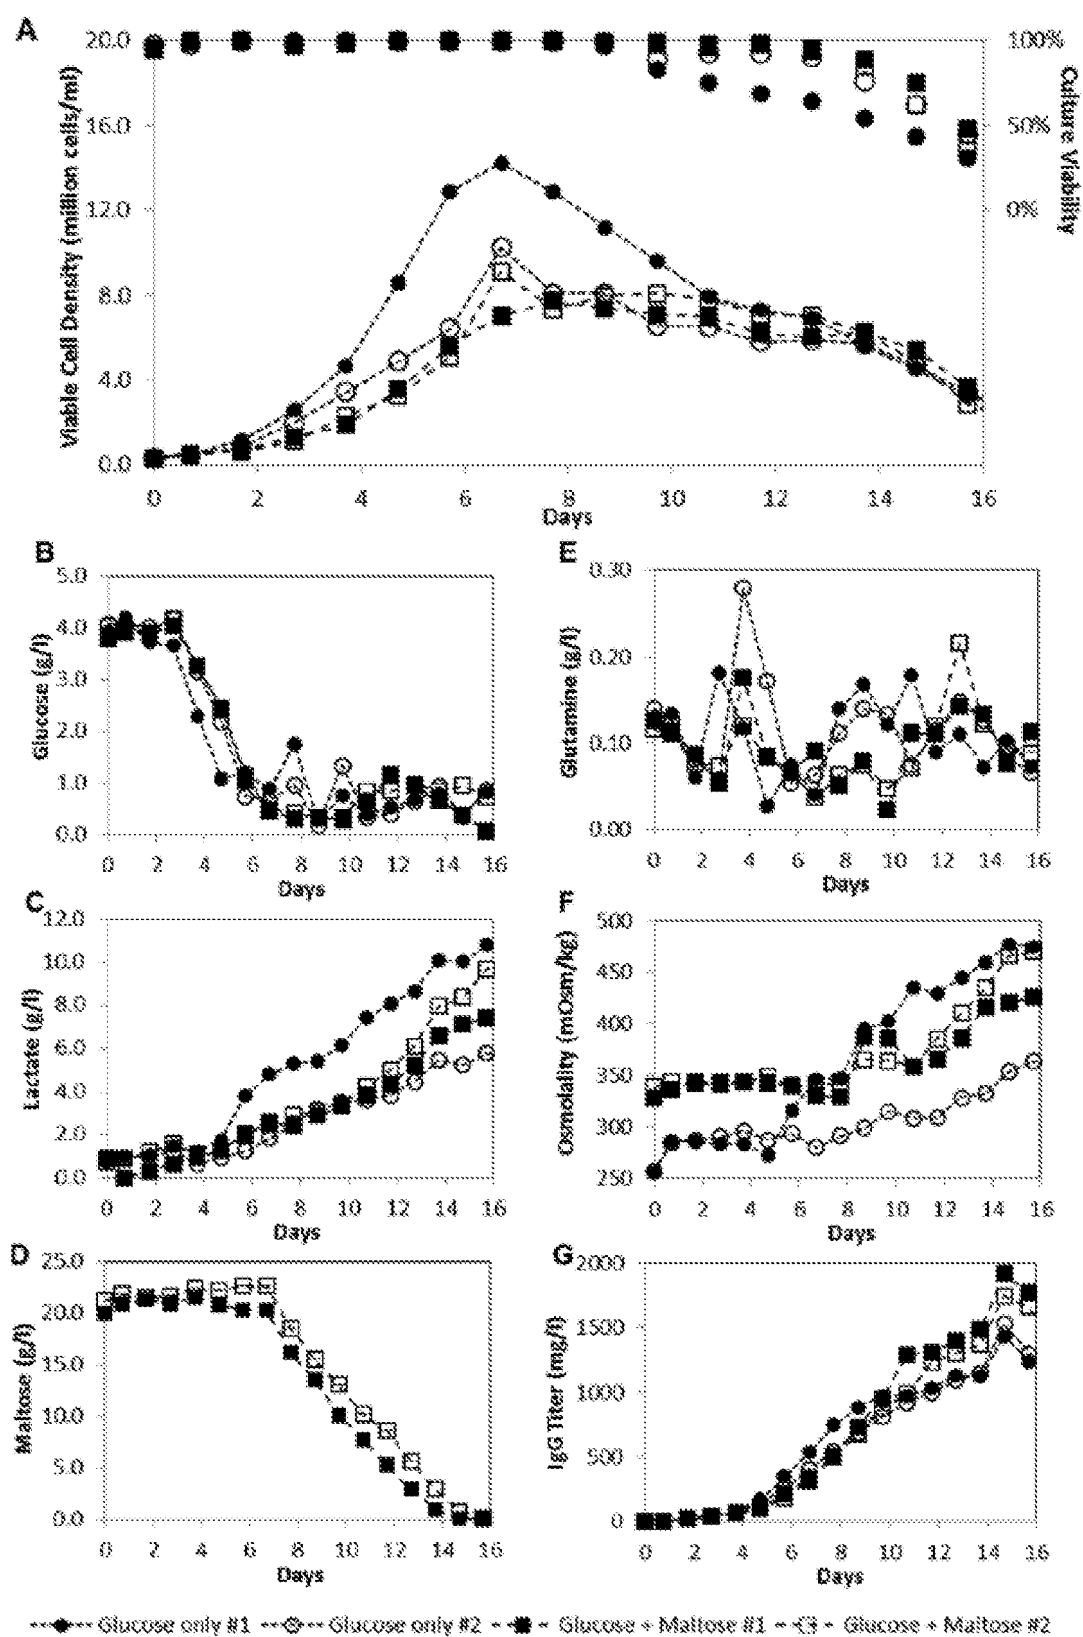 A
20.0
16.0
12.0
8.0
4.0
0.0
Viable Cell Density (million cells/ml)
100%
50%
0%
Culture Viability
0 2 4 6 8 10 12 14 16
Days
B
5.0
4.0
3.0
2.0
1.0
0.0
Glucose (g/l)
0 2 4 6 8 10 12 14 16
Days
E
0.30
0.20
0.10
0.00
Glutamine (g/l)
0 2 4 6 8 10 12 14 16
Days
C
12.0
10.0
8.0
6.0
4.0
2.0
0.0
Lactate (g/l)
0 2 4 6 8 10 12 14 16
Days
F
500
450
400
350
300
250
Osmolality (mOsm/kg)
0 2 4 6 8 10 12 14 16
Days
D
25.0
20.0
15.0
10.0
5.0
0.0
Maltose (g/l)
0 2 4 6 8 10 12 14 16
Days
G
2000
1500
1000
500
0
IgG Titer (mg/l)
0 2 4 6 8 10 12 14 16
Days
Glucose only #1 Glucose only #2 Glucose + Maltose #1 Glucose + Maltose #2